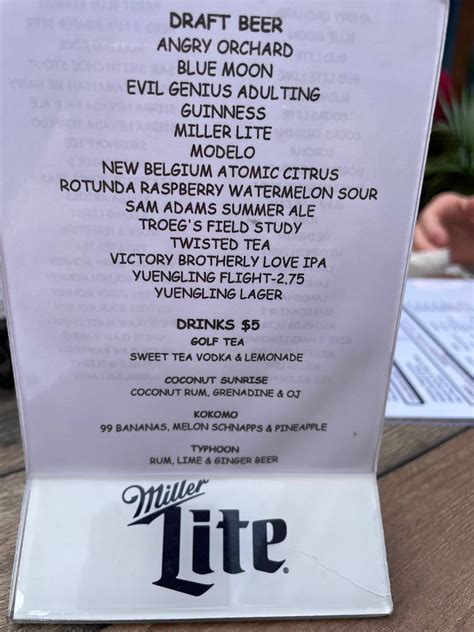 DRAFT BEER
ANGRY ORCHARD
BLUE MOON
EVIL GENIUS ADULTING
GUINNESS
MILLER LITE
MODELO
NEW BELGIUM ATOMIC CITRUS
ROTUNDA RASPBERRY WATERMELON SOUR
SAM ADAMS SUMMER ALE
TROEG'S FIELD STUDY
TWISTED TEA
VICTORY BROTHERLY LOVE IPA
YUENGLING FLIGHT-2.75
YUENGLING LAGER
DRINKS $5
GOLF TEA
SWEET TEA VODKA & LEMONADE
COCONUT SUNRISE
COCONUT RUM, GRENADINE & OJ
KOKOMO
99 BANANAS, MELON SCHNAPPS & PINEAPPLE
TYPHOON
RUM, LIME & GINGER BEER
Miller
Lite